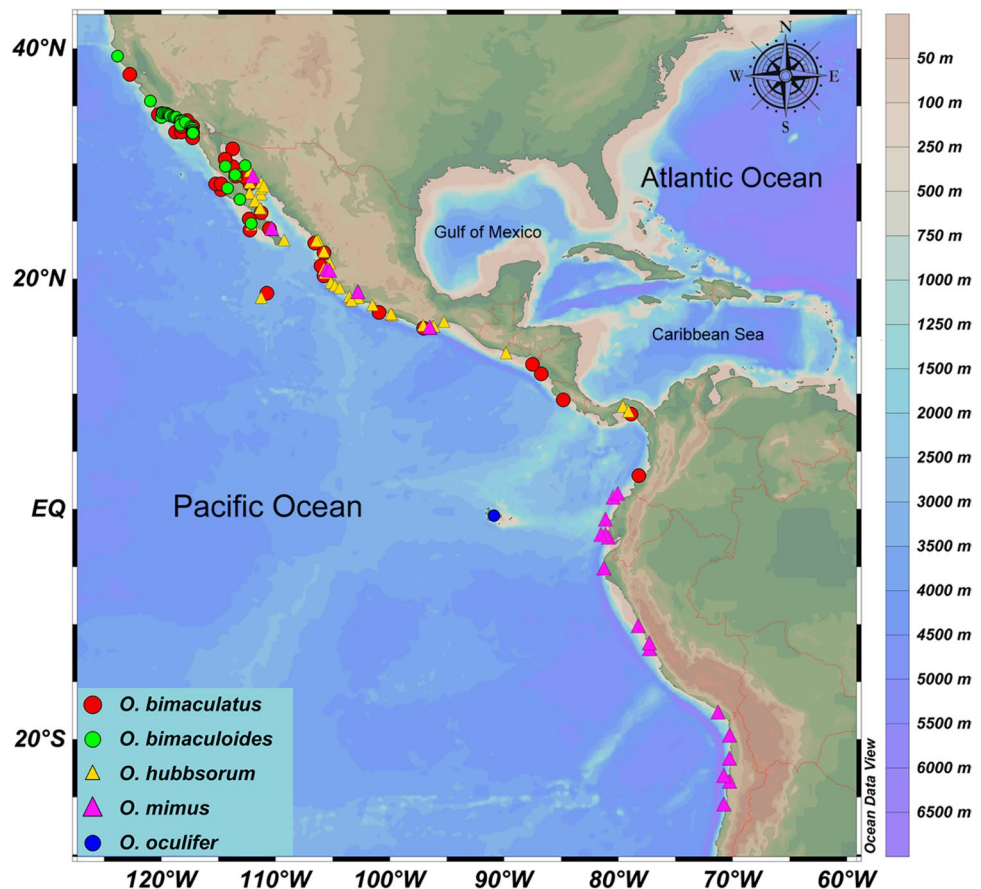 40°N
20°N
EQ
20°S
120°W
110°W
100°W
90°W
80°W
70°W
60°W
N
W
E
S
Atlantic Ocean
Gulf of Mexico
Caribbean Sea
Pacific Ocean
O. bimaculatus
O. bimaculoides
O. hubbsorum
O. mimus
O. oculifer
Ocean Data View
50 m
100 m
250 m
500 m
750 m
1000 m
1250 m
1500 m
2000 m
2500 m
3000 m
3500 m
4000 m
4500 m
5000 m
5500 m
6000 m
6500 m